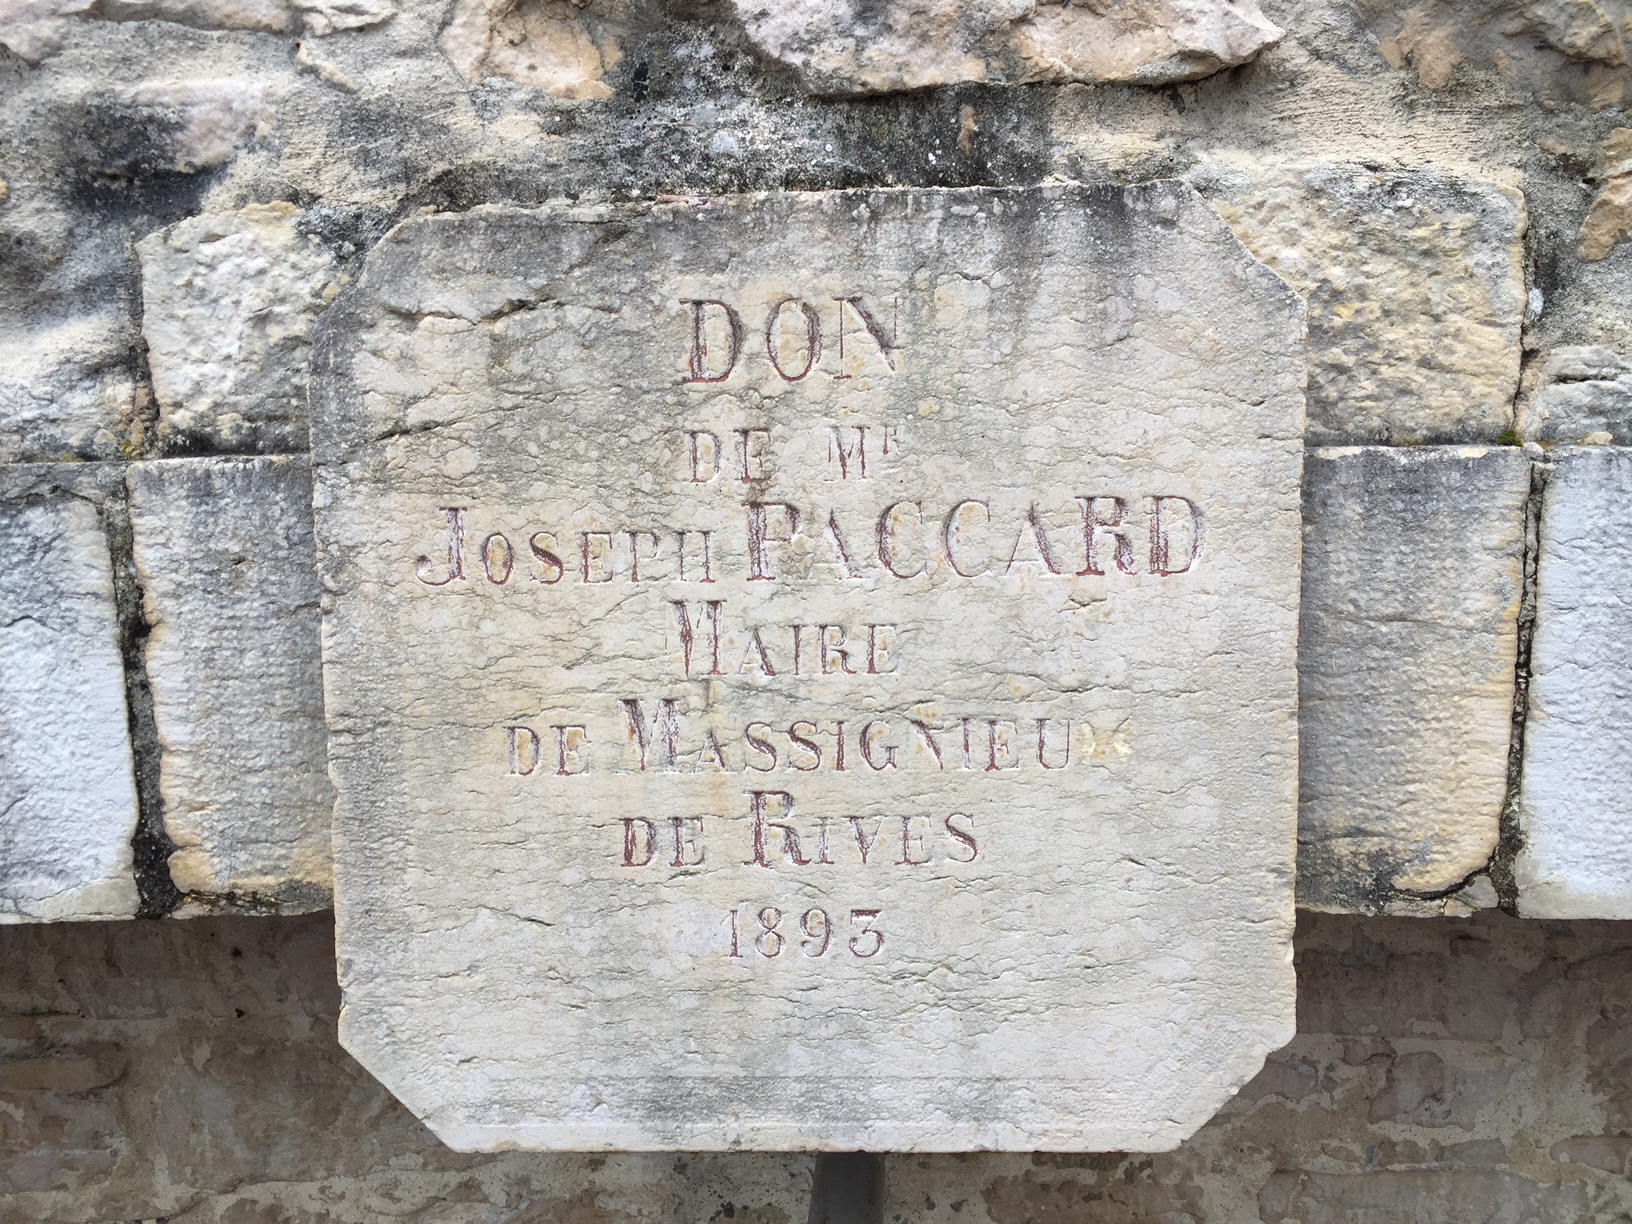 DON
DE Mᴿ
JOSEPH PACCARD
MAIRE
DE MASSIGNIEU
DE RIVES
1893